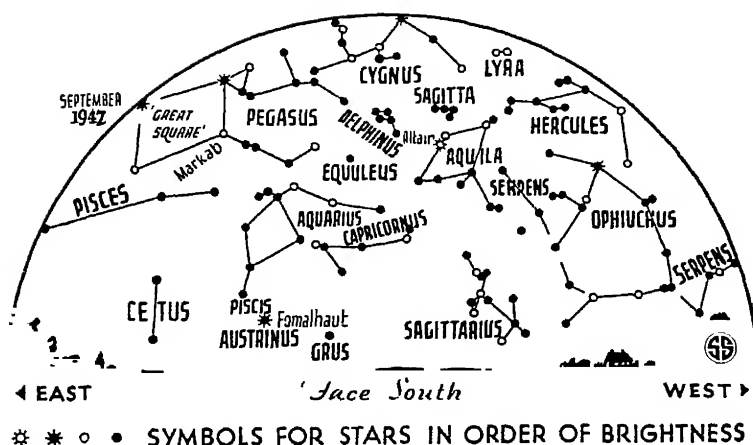 CYGNUS
LYRA
SEPTEMBER
1947
'GREAT
SQUARE'
PEGASUS
SAGITTA
DELPHINUS
HERCULES
Altair
Markab
AQUILA
EQUULEUS
SERPENS
PISCES
AQUARIUS
OPHIUCHUS
CAPRICORNUS
SERPENS
CETUS
PISCIS
AUSTRINUS
Fomalhaut
GRUS
SAGITTARIUS
SS
EAST
'Face South
WEST
SYMBOLS FOR STARS IN ORDER OF BRIGHTNESS